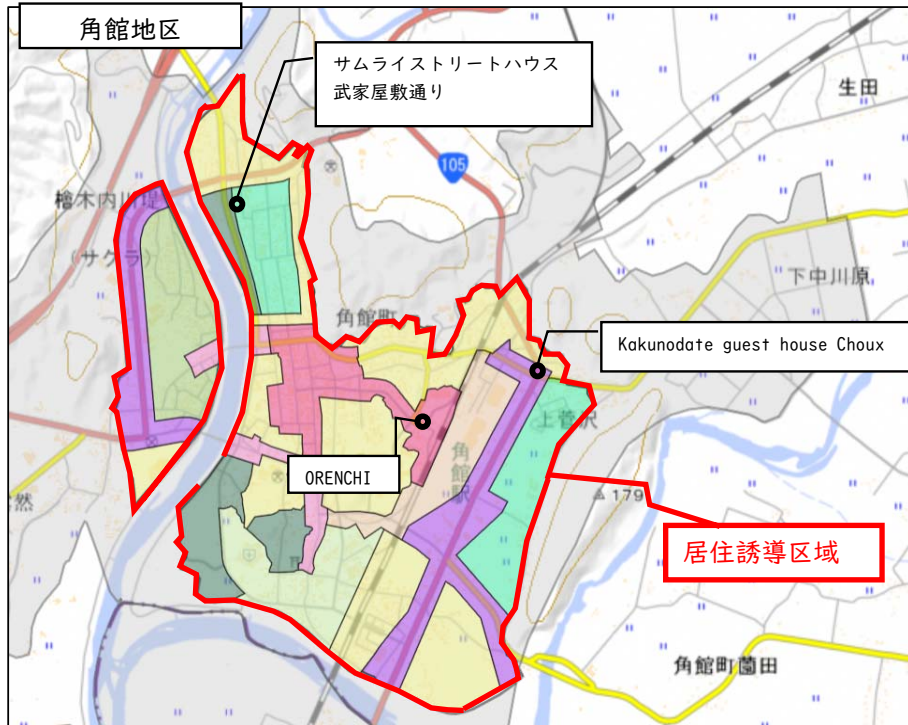 角館地区
サムライストリートハウス
武家屋敷通り
生田
105
檜木内川堤
(サクラ)
下中川原
角館町
Kakunodate guest house Choux
上菅沢
角館駅
ORENCHI
179
然
居住誘導区域
角館町薗田